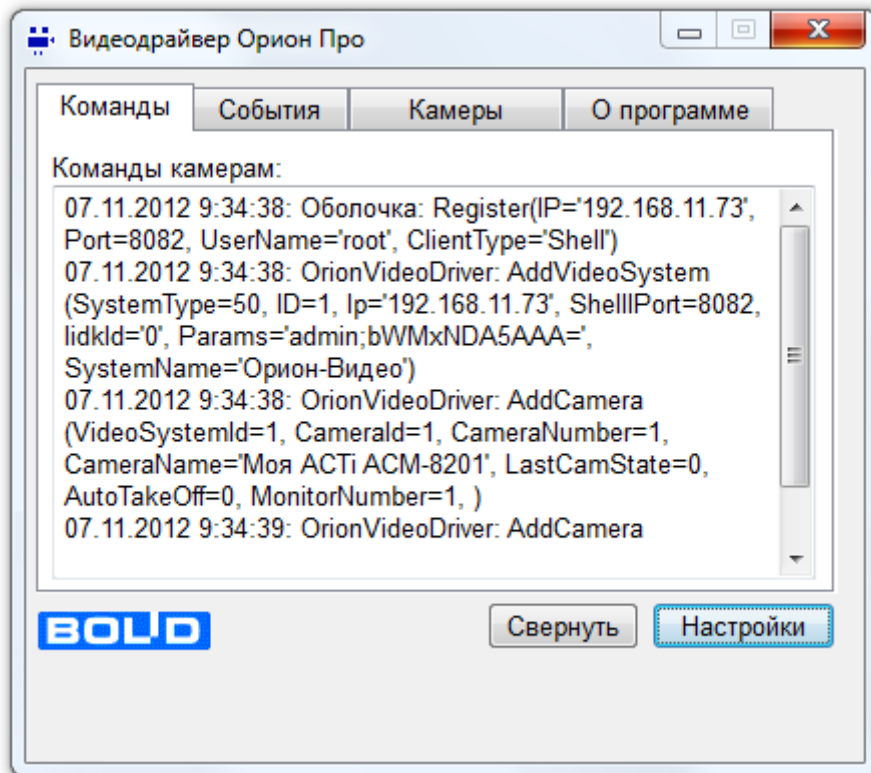 Видеодрайвер Орион Про
Команды
События
Камеры
О программе
Команды камерам:
07.11.2012 9:34:38: Оболочка: Register(IP='192.168.11.73',
Port=8082, UserName='root', ClientType='Shell')
07.11.2012 9:34:38: OrionVideoDriver: AddVideoSystem
(SystemType=50, ID=1, Ip='192.168.11.73', ShelllPort=8082,
IidkId='0', Params='admin;bWMxNDA5AAA=',
SystemName='Орион-Видео')
07.11.2012 9:34:38: OrionVideoDriver: AddCamera
(VideoSystemId=1, CameraId=1, CameraNumber=1,
CameraName='Моя ACTi ACM-8201', LastCamState=0,
AutoTakeOff=0, MonitorNumber=1, )
07.11.2012 9:34:39: OrionVideoDriver: AddCamera
BOLID
Свернуть
Настройки